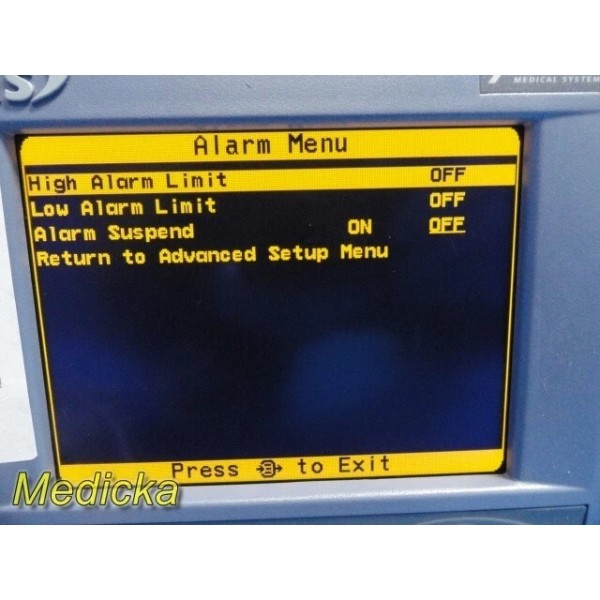 MEDICAL SYSTEM
Alarm Menu
High Alarm Limit OFF
Low Alarm Limit OFF
Alarm Suspend ON OFF
Return to Advanced Setup Menu
Press to Exit
Medicka